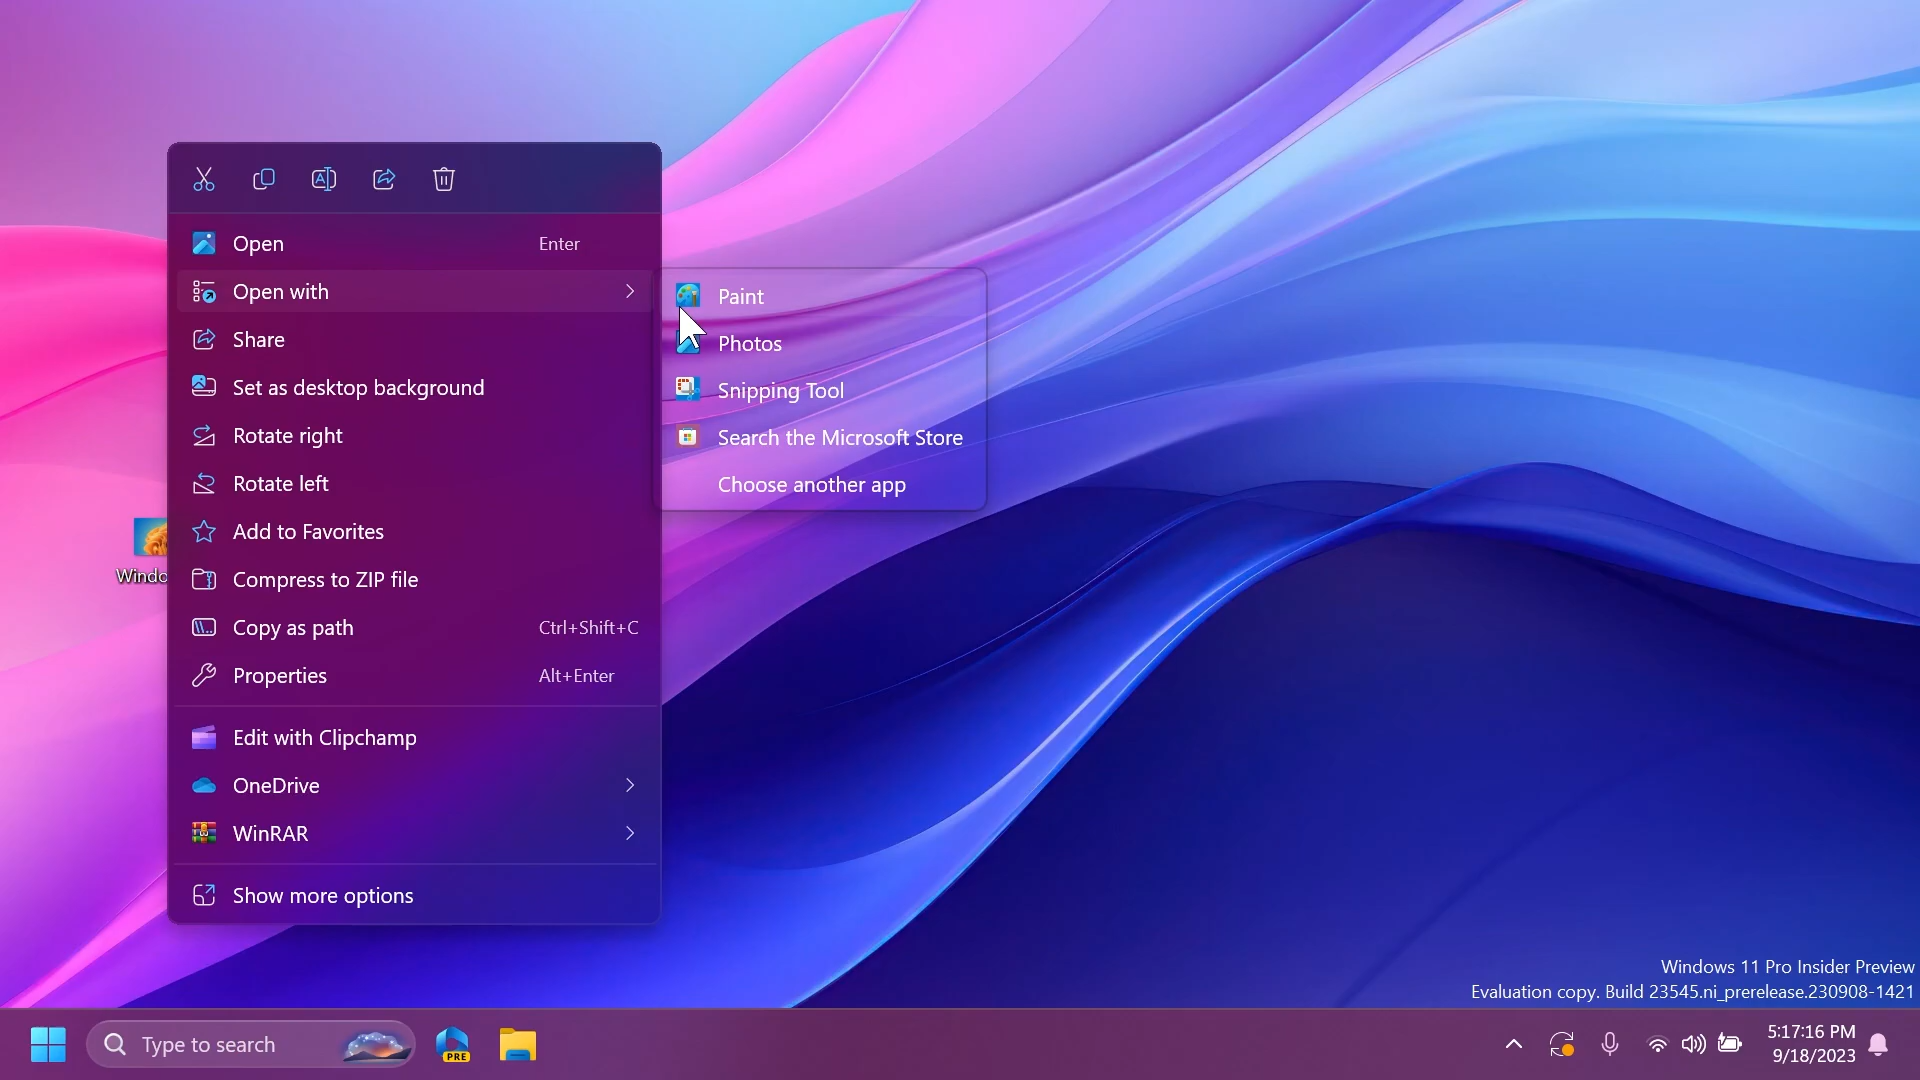 Open Enter
Open with
Share
Set as desktop background
Rotate right
Rotate left
Add to Favorites
Compress to ZIP file
Copy as path Ctrl+Shift+C
Properties Alt+Enter
Edit with Clipchamp
OneDrive
WinRAR
Show more options
Paint
Photos
Snipping Tool
Search the Microsoft Store
Choose another app
Windo
Windows 11 Pro Insider Preview
Evaluation copy. Build 23545.ni_prerelease.230908-1421
Type to search
PRE
5:17:16 PM
9/18/2023